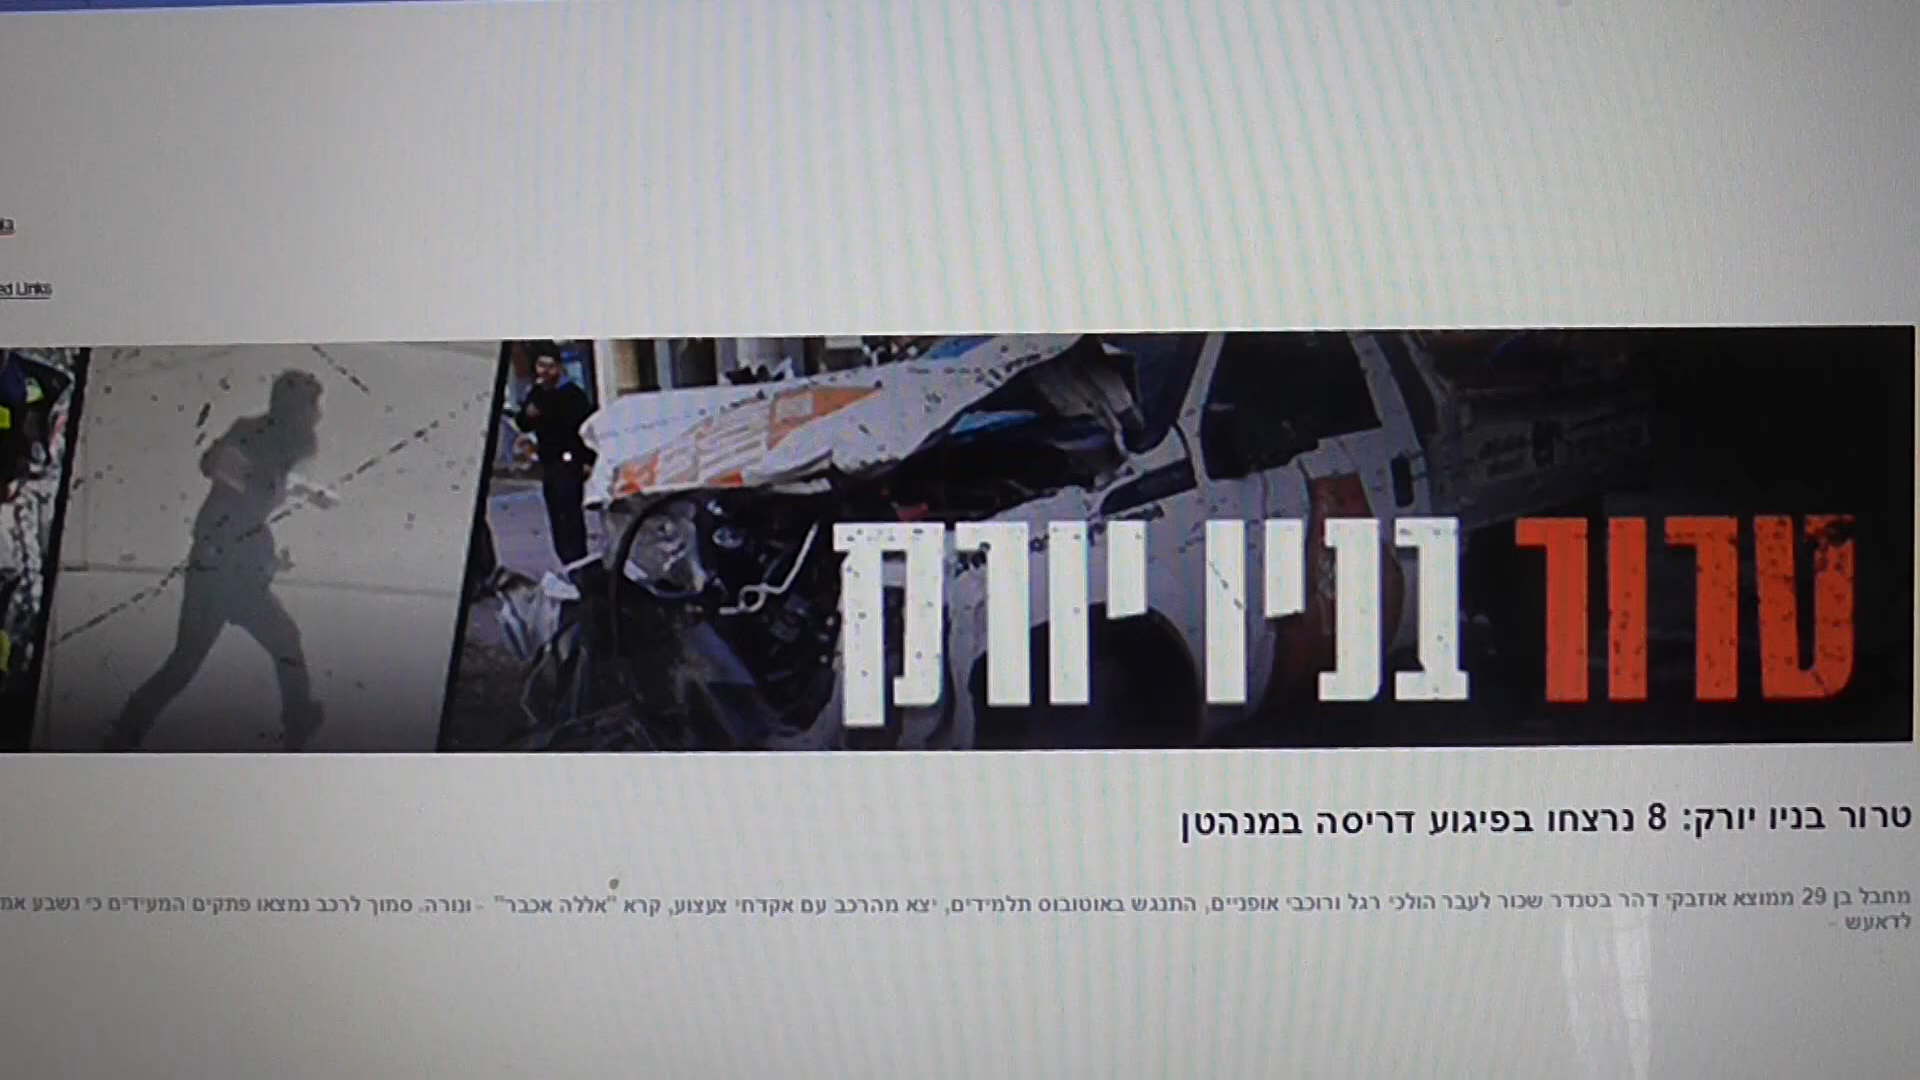 ed Links
טרור בניו יורק
טרור בניו יורק: 8 נרצחו בפיגוע דריסה במנהטן
מחבל בן 29 ממוצא אוזבקי דהר בטנדר שכור לעבר הולכי רגל ורוכבי אופניים, התנגש באוטובוס תלמידים, יצא מהרכב עם אקדחי צעצוע, קרא "אללה אכבר" - ונורה. סמוך לרכב נמצאו פתקים המעידים כי נשבע אמ
לדאעש -